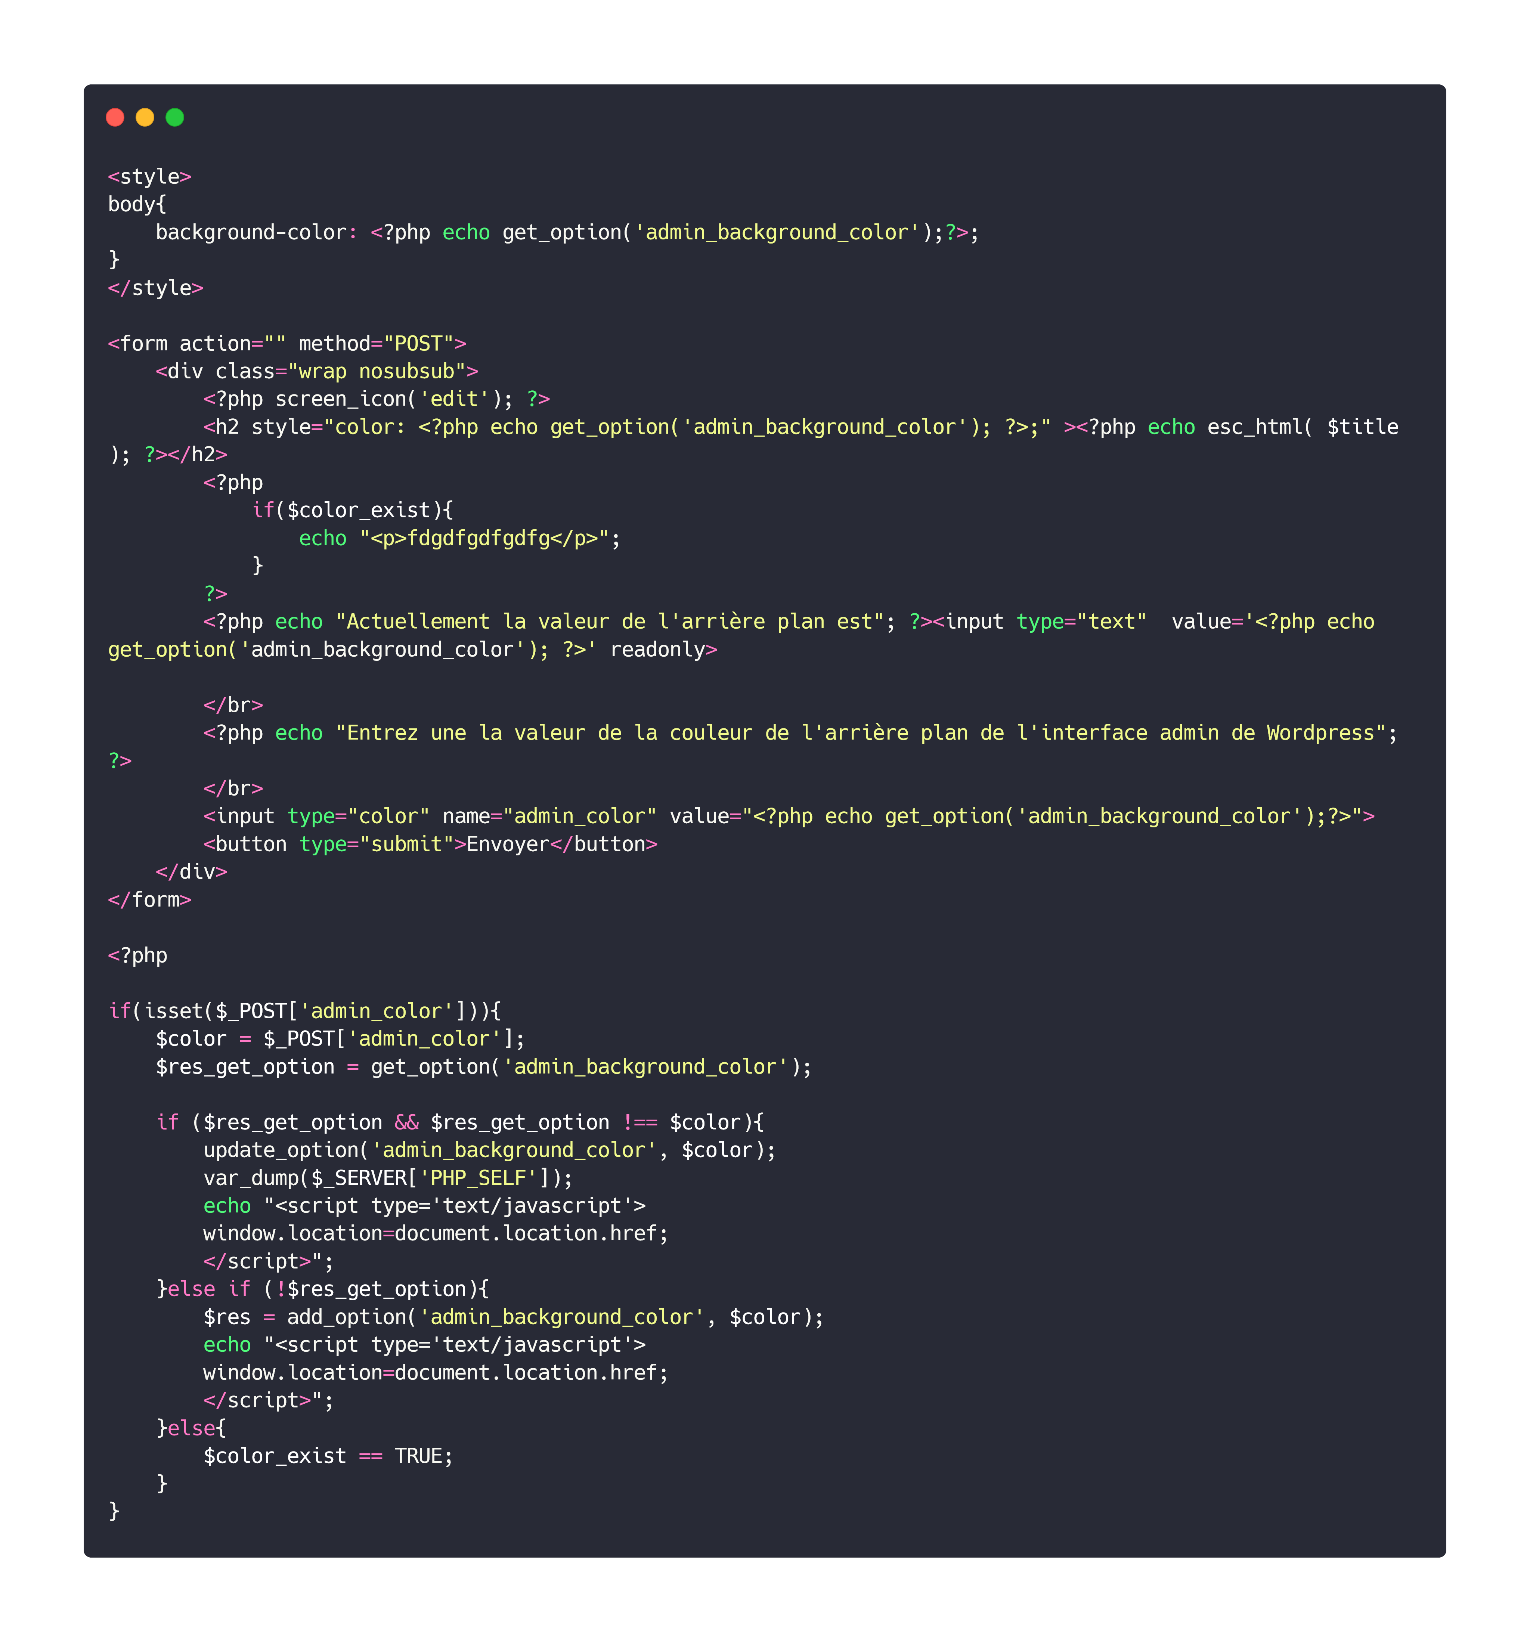 <style>
body{
    background-color: <?php echo get_option('admin_background_color');?>;
}
</style>

<form action="" method="POST">
    <div class="wrap nosubsub">
        <?php screen_icon('edit'); ?>
        <h2 style="color: <?php echo get_option('admin_background_color'); ?>;" ><?php echo esc_html( $title
); ?></h2>
        <?php
            if($color_exist){
                echo "<p>fdgdfgdfgdfg</p>";
            }
        ?>
        <?php echo "Actuellement la valeur de l'arrière plan est"; ?><input type="text"  value='<?php echo
get_option('admin_background_color'); ?>' readonly>

        </br>
        <?php echo "Entrez une la valeur de la couleur de l'arrière plan de l'interface admin de Wordpress";
?>
        </br>
        <input type="color" name="admin_color" value="<?php echo get_option('admin_background_color');?>">
        <button type="submit">Envoyer</button>
    </div>
</form>

<?php

if(isset($_POST['admin_color'])){
    $color = $_POST['admin_color'];
    $res_get_option = get_option('admin_background_color');

    if ($res_get_option && $res_get_option !== $color){
        update_option('admin_background_color', $color);
        var_dump($_SERVER['PHP_SELF']);
        echo "<script type='text/javascript'>
        window.location=document.location.href;
        </script>";
    }else if (!$res_get_option){
        $res = add_option('admin_background_color', $color);
        echo "<script type='text/javascript'>
        window.location=document.location.href;
        </script>";
    }else{
        $color_exist == TRUE;
    }
}